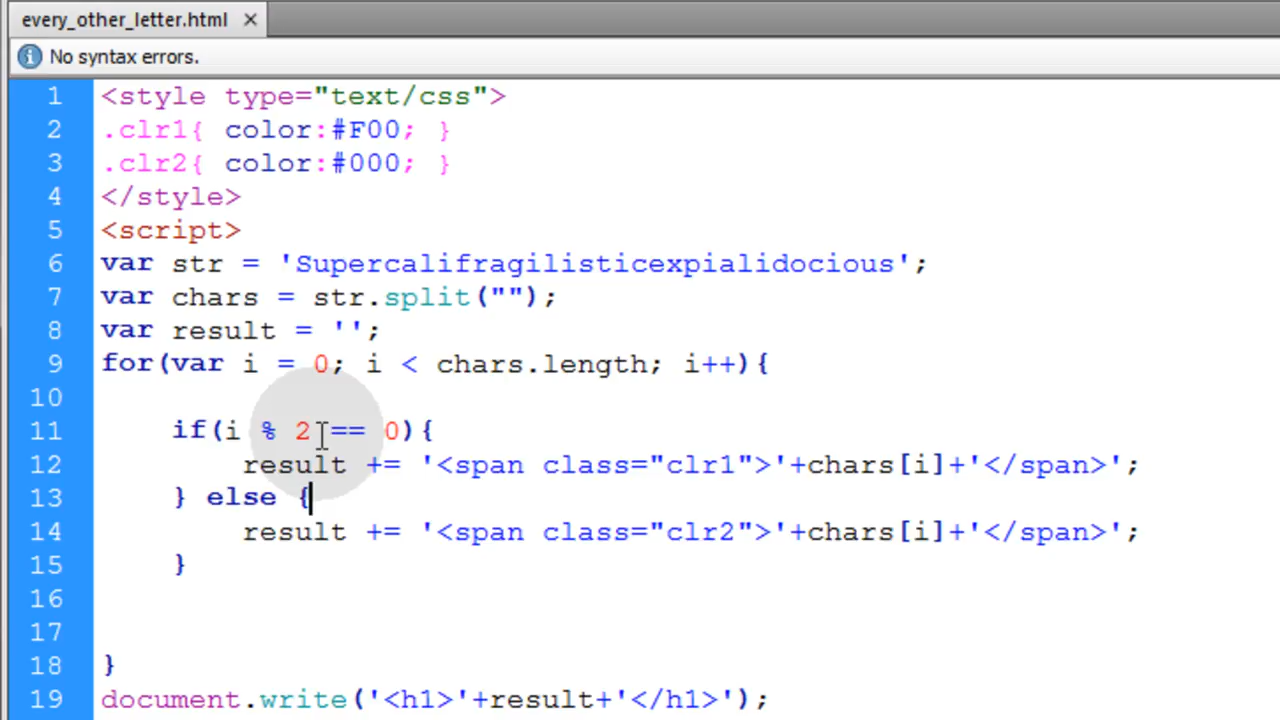 every_other_letter.html ×
No syntax errors.
1 <style type="text/css">
2 .clr1{ color:#F00; }
3 .clr2{ color:#000; }
4 </style>
5 <script>
6 var str = 'Supercalifragilisticexpialidocious';
7 var chars = str.split("");
8 var result = '';
9 for(var i = 0; i < chars.length; i++){
10
11     if(i % 2 == 0){
12         result += '<span class="clr1">'+chars[i]+'</span>';
13     } else {
14         result += '<span class="clr2">'+chars[i]+'</span>';
15     }
16
17
18 }
19 document.write('<h1>'+result+'</h1>');